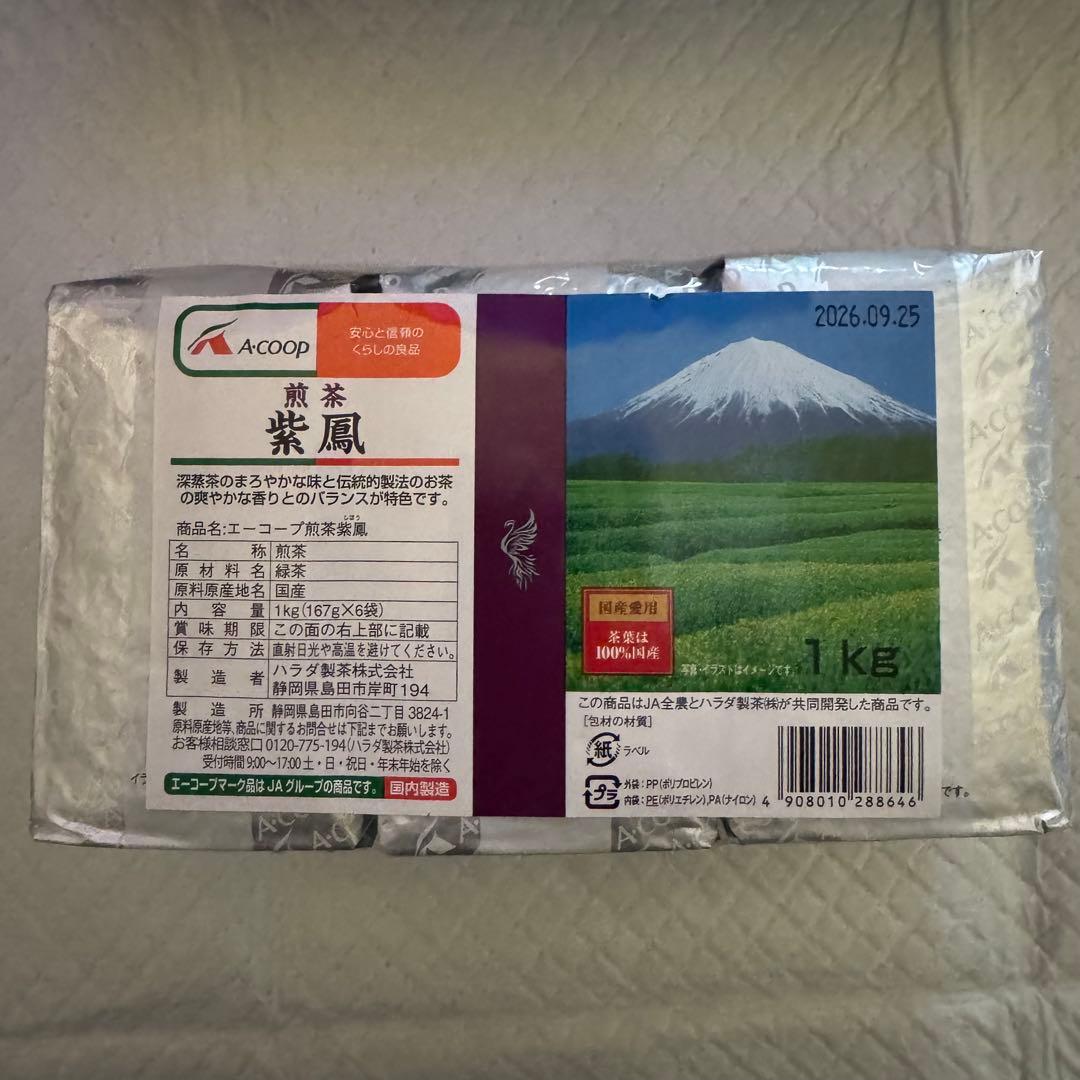 A·COOP
安心と信頼の
くらしの良品
煎茶
紫鳳
深蒸茶のまろやかな味と伝統的製法のお茶
の爽やかな香りとのバランスが特色です。
商品名:エーコープ煎茶紫鳳
しほう
名称 煎茶
原材料名 緑茶
原料原産地名 国産
内容量 1kg(167g×6袋)
賞味期限 この面の右上部に記載
保存方法 直射日光や高温を避けてください。
製造者 ハラダ製茶株式会社
静岡県島田市岸町194
製造所 静岡県島田市向谷二丁目3824-1
原料原産地等、商品に関するお問合せは下記までお願いします。
お客様相談窓口 0120-775-194(ハラダ製茶株式会社)
受付時間 9:00〜17:00 土・日・祝日・年末年始を除く
エーコープマーク品はJAグループの商品です。 国内製造
2026.09.25
国産愛用
茶葉は
100%国産
写真・イラストはイメージです。
1kg
この商品はJA全農とハラダ製茶㈱が共同開発した商品です。
[包材の材質]
紙 ラベル
プラ 外袋:PP(ポリプロピレン)
内袋:PE(ポリエチレン),PA(ナイロン)
4 908010 288646
イラ
です。
A·COOP
A·COOP
A·COOP
A·COOP